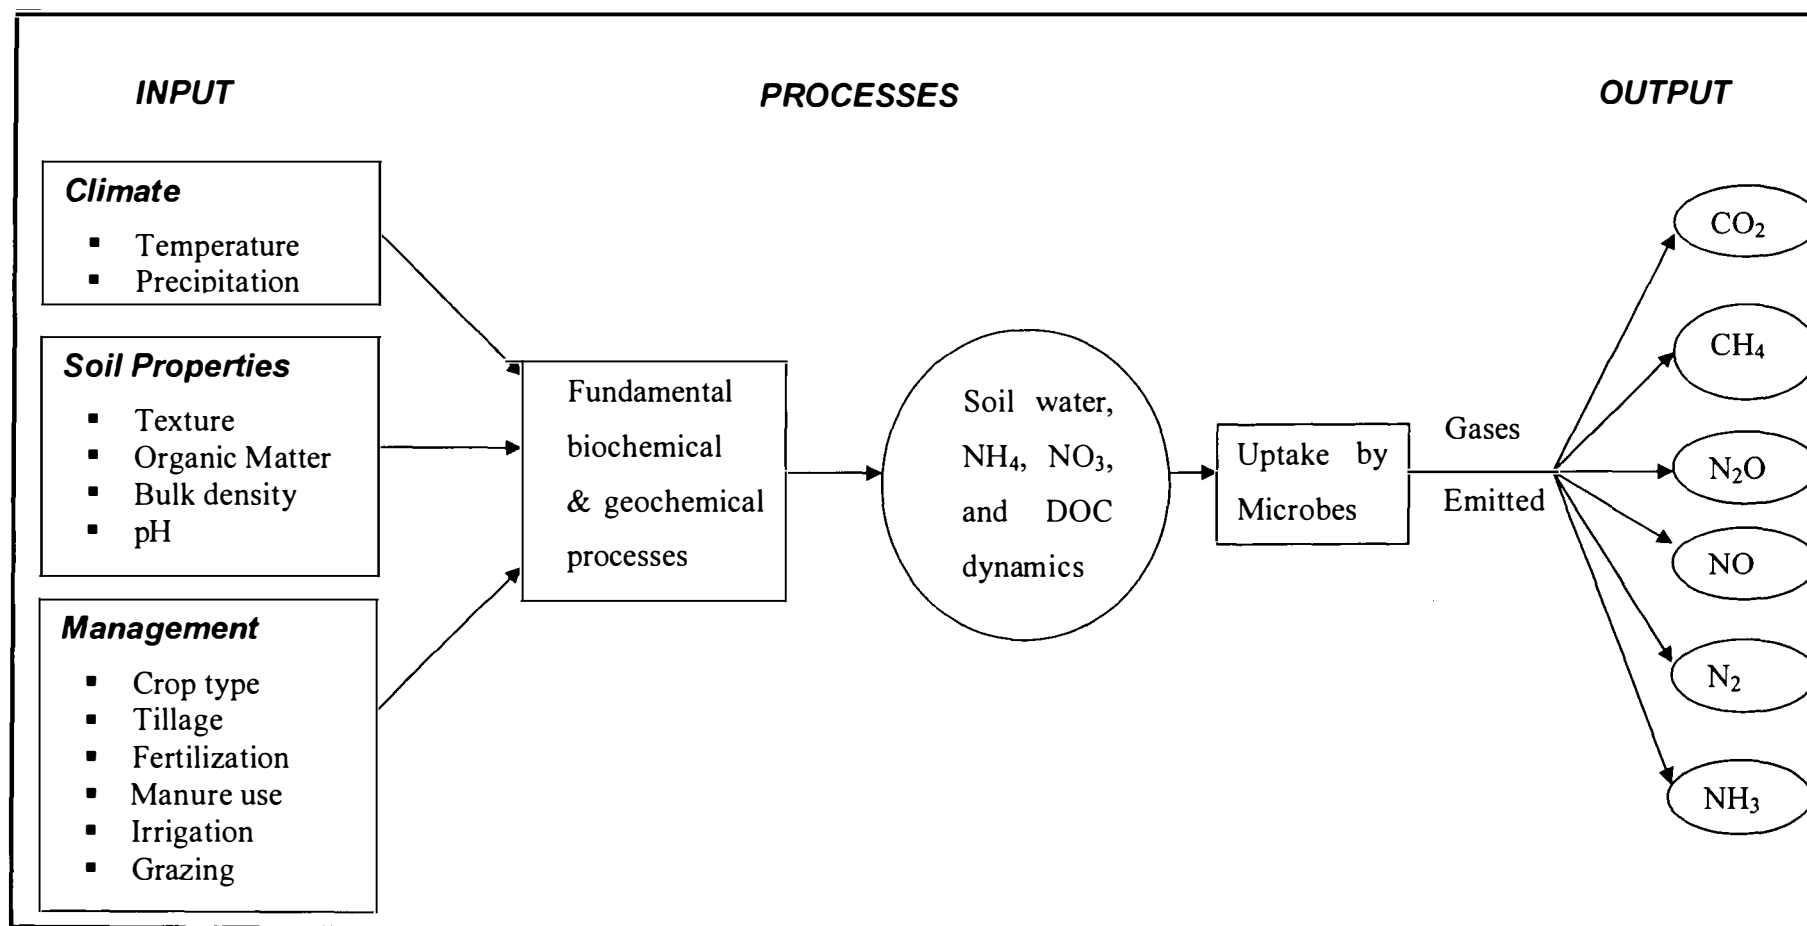 INPUT
PROCESSES
OUTPUT
Climate
▪ Temperature
▪ Precipitation
Soil Properties
▪ Texture
▪ Organic Matter
▪ Bulk density
▪ pH
Management
▪ Crop type
▪ Tillage
▪ Fertilization
▪ Manure use
▪ Irrigation
▪ Grazing
Fundamental
biochemical
& geochemical
processes
Soil water,
NH₄, NO₃,
and DOC
dynamics
Uptake by
Microbes
Gases
Emitted
CO₂
CH₄
N₂O
NO
N₂
NH₃